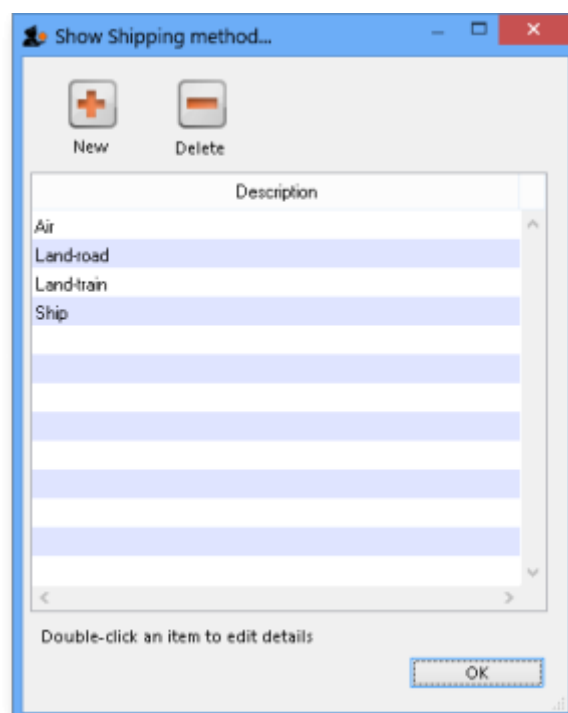 Show Shipping method...
New Delete
Description
Air
Land-road
Land-train
Ship
Double-click an item to edit details
OK